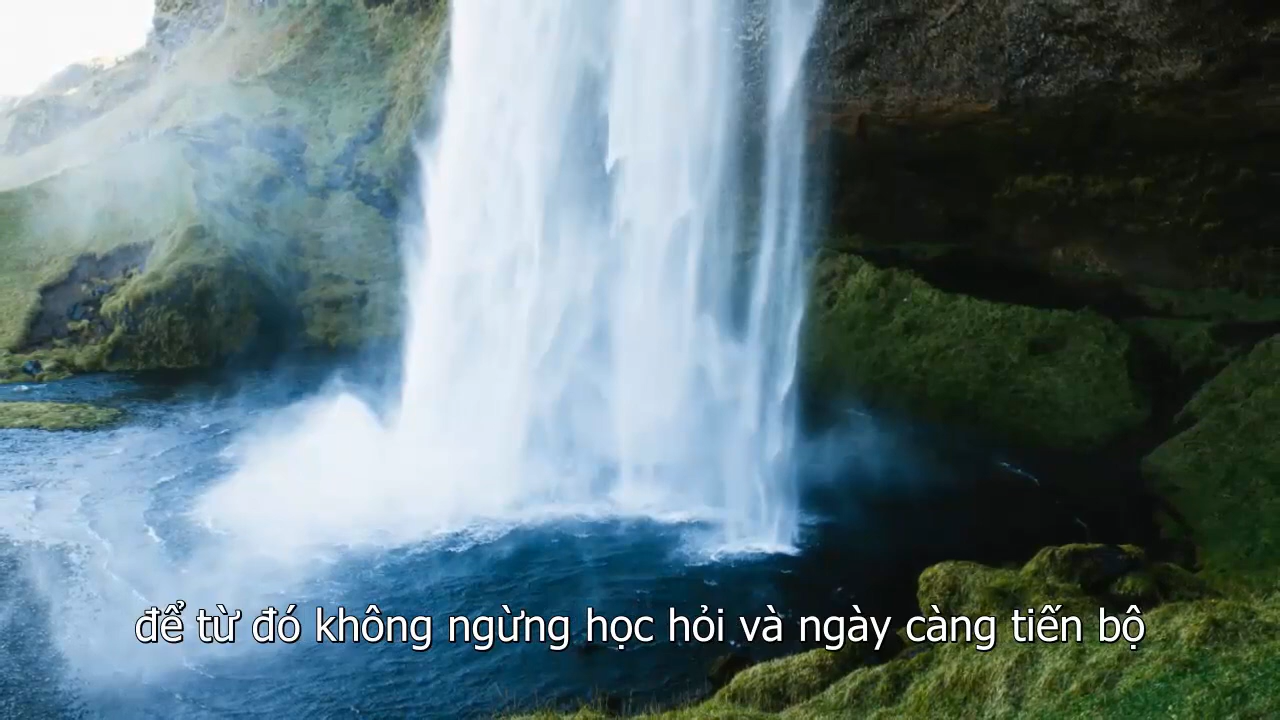 để từ đó không ngừng học hỏi và ngày càng tiến bộ